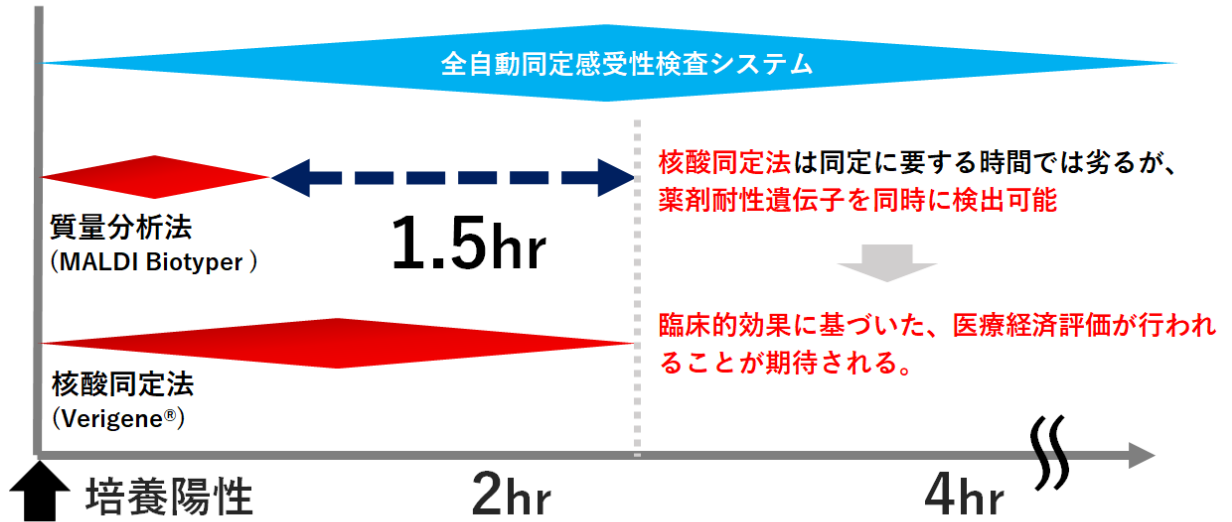 全自動同定感受性検査システム
質量分析法
(MALDI Biotyper )
1.5hr
核酸同定法は同定に要する時間では劣るが、
薬剤耐性遺伝子を同時に検出可能
臨床的効果に基づいた、医療経済評価が行われ
ることが期待される。
核酸同定法
(Verigene®)
培養陽性
2hr
4hr